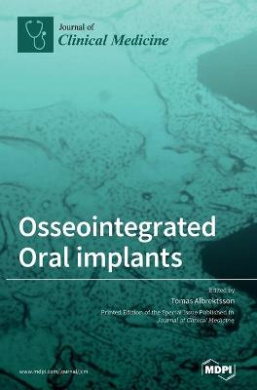 Journal of
Clinical Medicine
Osseointegrated
Oral implants
Edited by
Tomas Albrektsson
Printed Edition of the Special Issue Published in
Journal of Clinical Medicine
www.mdpi.com/journal/jcm
MDPI